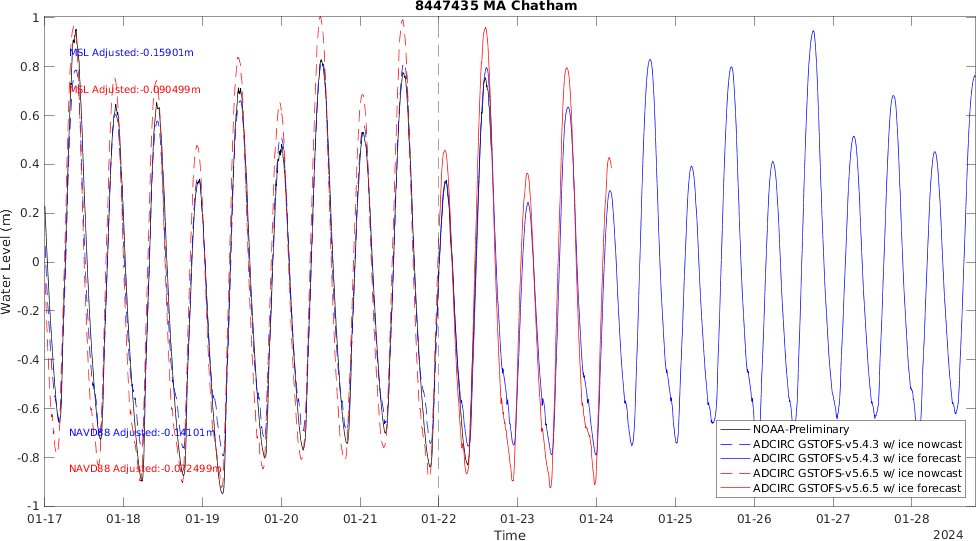 8447435 MA Chatham
1
0.8
0.6
0.4
0.2
0
-0.2
-0.4
-0.6
-0.8
-1
Water Level (m)
MSL Adjusted:-0.15901m
MSL Adjusted:-0.090499m
NAVD88 Adjusted:-0.14101m
NAVD88 Adjusted:-0.072499m
NOAA-Preliminary
ADCIRC GSTOFS-v5.4.3 w/ ice nowcast
ADCIRC GSTOFS-v5.4.3 w/ ice forecast
ADCIRC GSTOFS-v5.6.5 w/ ice nowcast
ADCIRC GSTOFS-v5.6.5 w/ ice forecast
01-17 01-18 01-19 01-20 01-21 01-22 01-23 01-24 01-25 01-26 01-27 01-28
Time
2024